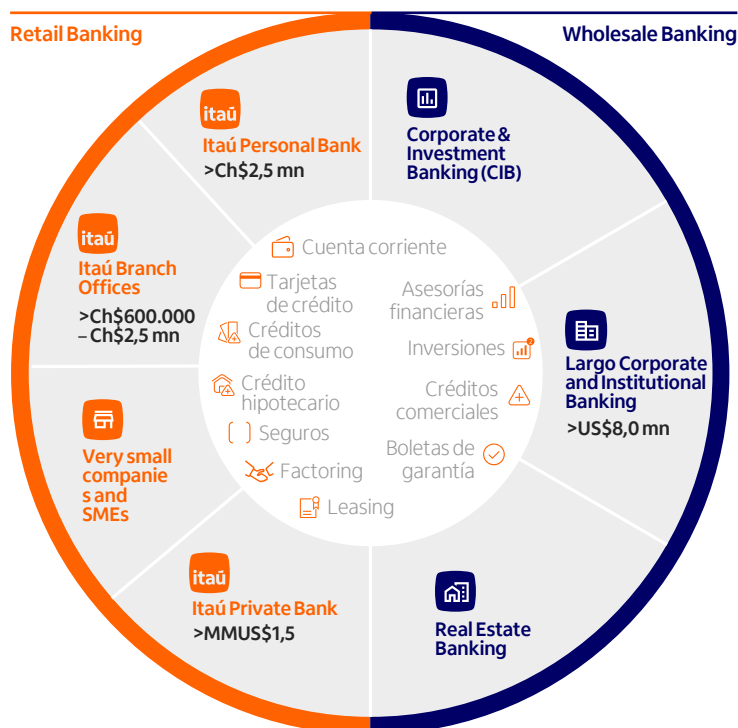 Retail Banking
Wholesale Banking
itaú
Itaú Personal Bank
>Ch$2,5 mn
Corporate &
Investment
Banking (CIB)
itaú
Itaú Branch
Offices
>Ch$600.000
– Ch$2,5 mn
Largo Corporate
and Institutional
Banking
>US$8,0 mn
Very small
companie
s and
SMEs
itaú
Itaú Private Bank
>MMUS$1,5
Real Estate
Banking
Cuenta corriente
Tarjetas
de crédito
Créditos
de consumo
Crédito
hipotecario
Seguros
Factoring
Leasing
Asesorías
financieras
Inversiones
Créditos
comerciales
Boletas de
garantía